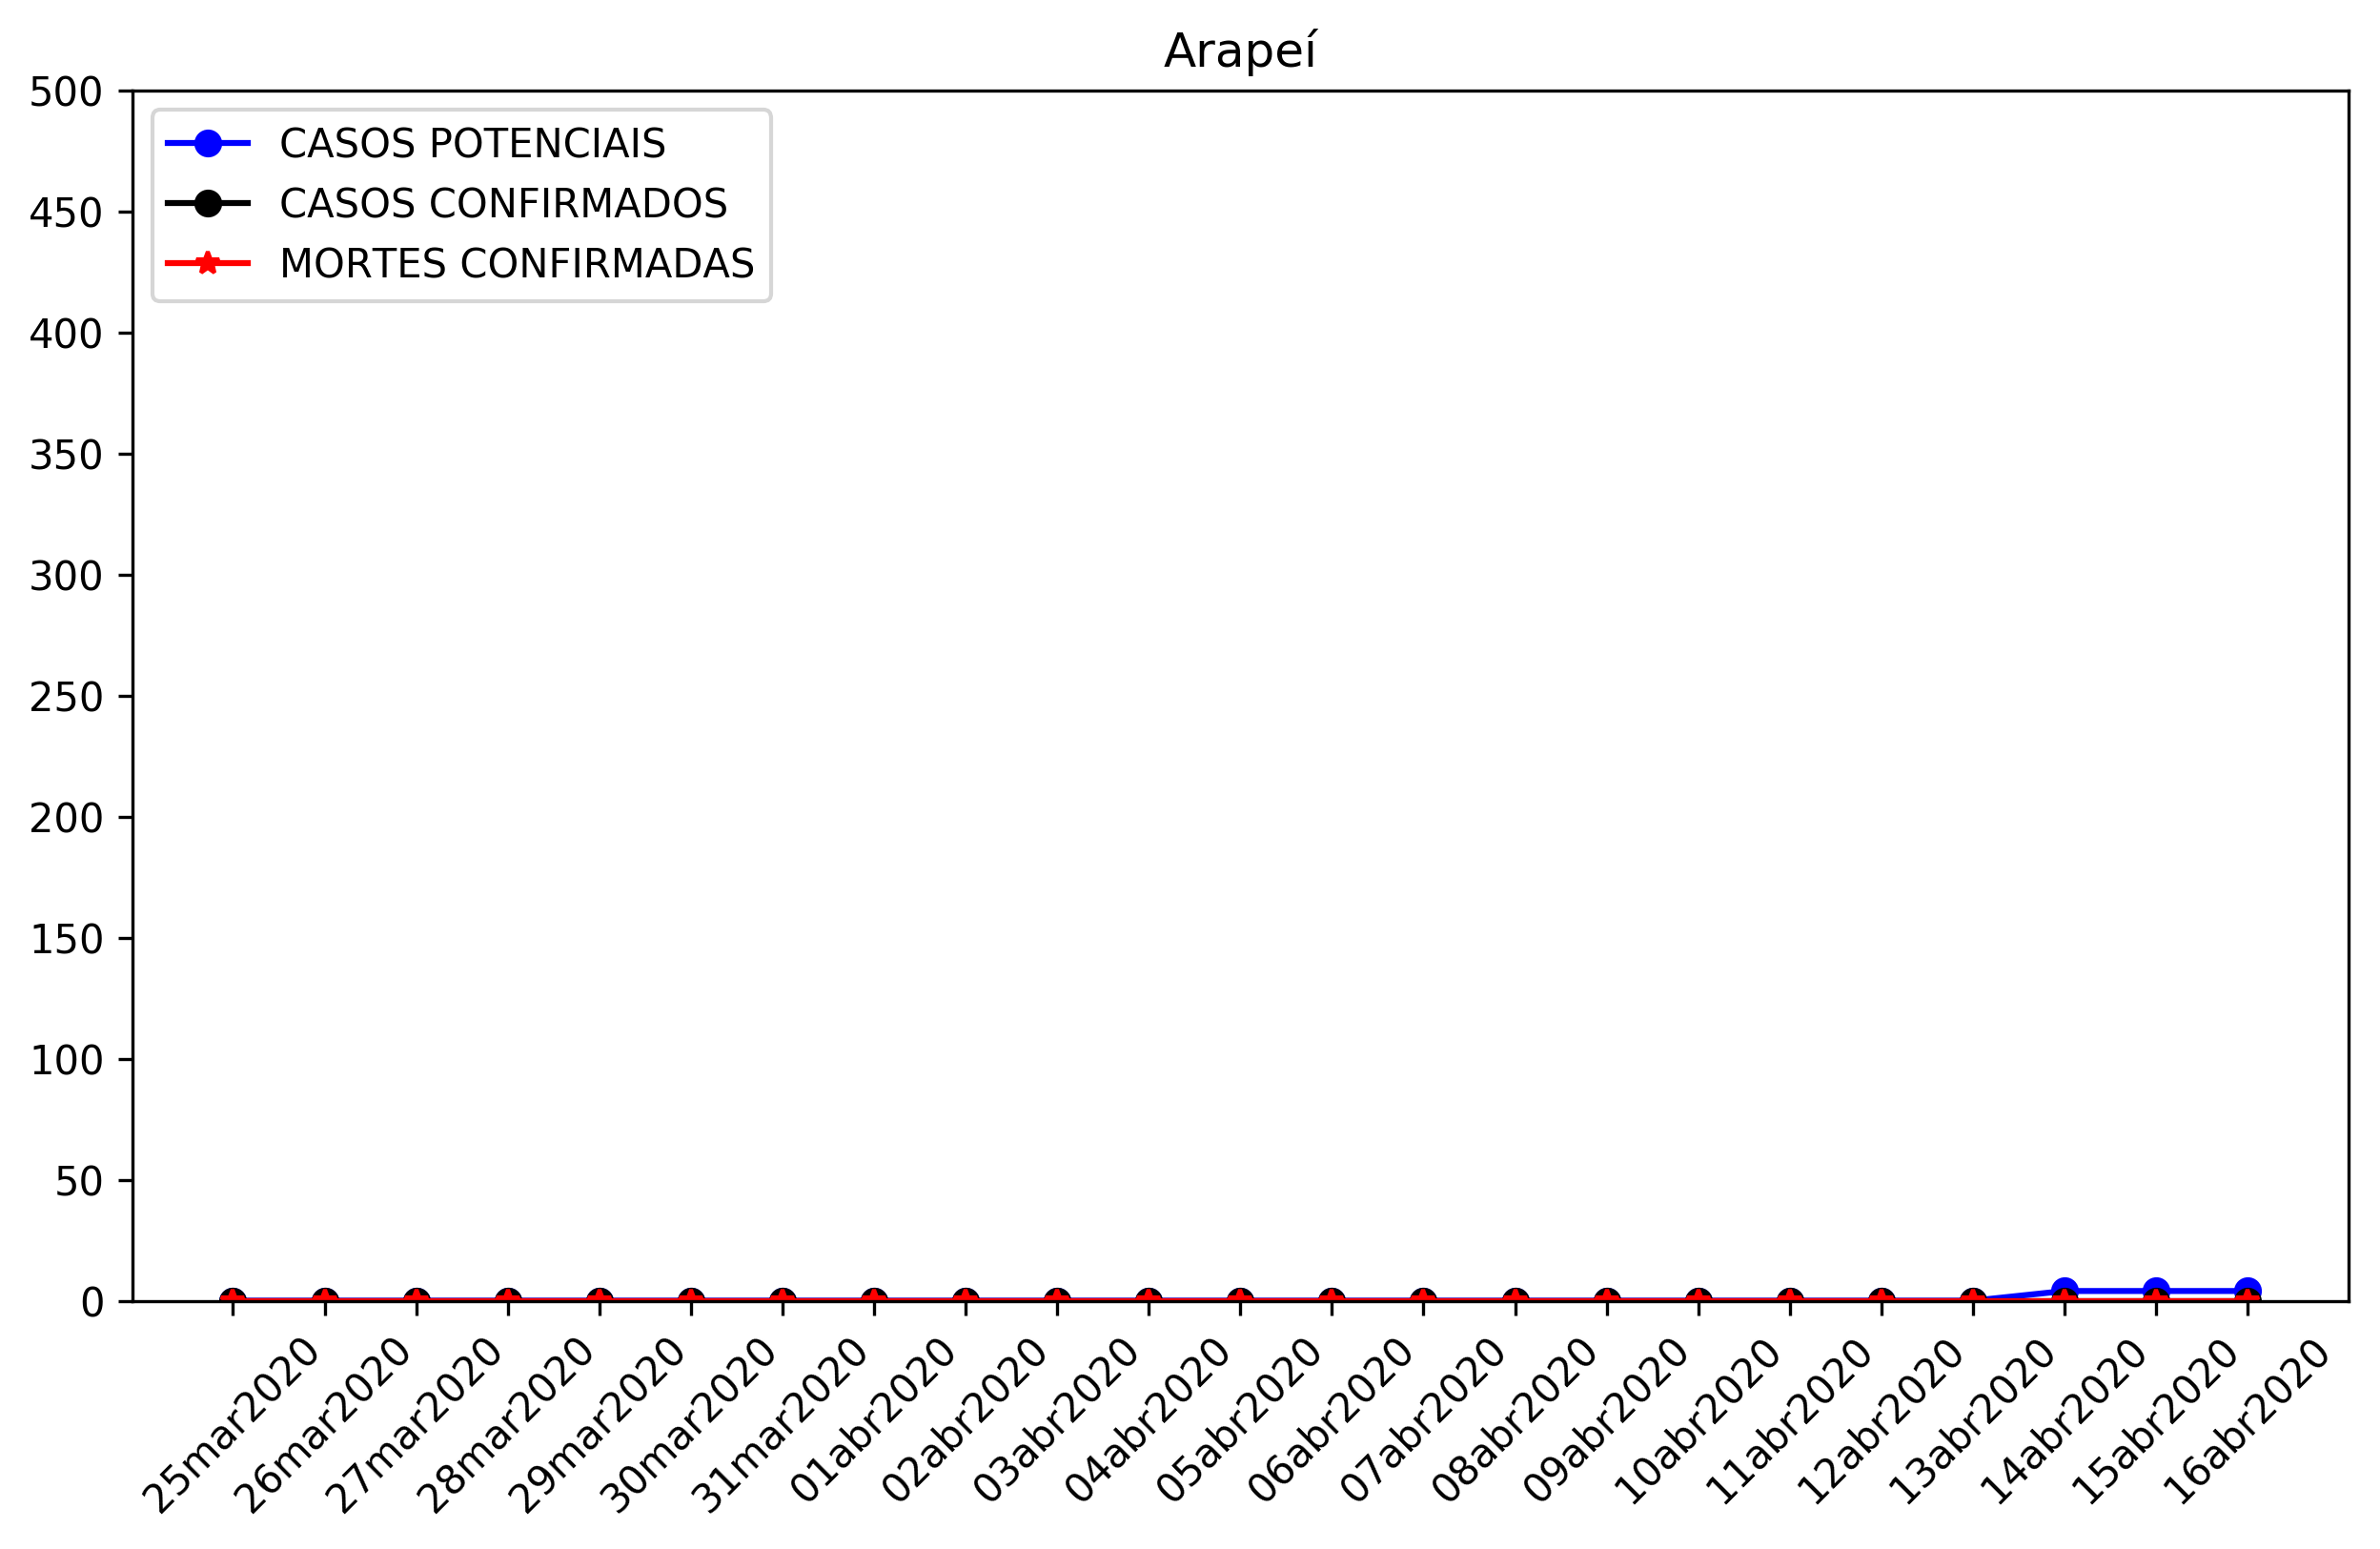 Arapeí
500
450
400
350
300
250
200
150
100
50
0
CASOS POTENCIAIS
CASOS CONFIRMADOS
MORTES CONFIRMADAS
25mar2020
26mar2020
27mar2020
28mar2020
29mar2020
30mar2020
31mar2020
01abr2020
02abr2020
03abr2020
04abr2020
05abr2020
06abr2020
07abr2020
08abr2020
09abr2020
10abr2020
11abr2020
12abr2020
13abr2020
14abr2020
15abr2020
16abr2020